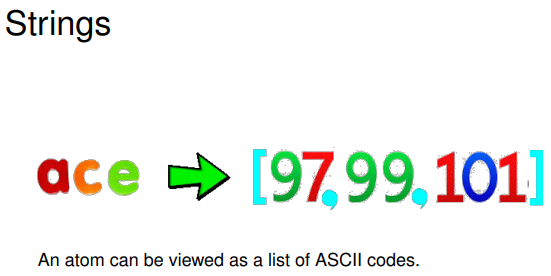 Strings
ace [97,99,101]
An atom can be viewed as a list of ASCII codes.